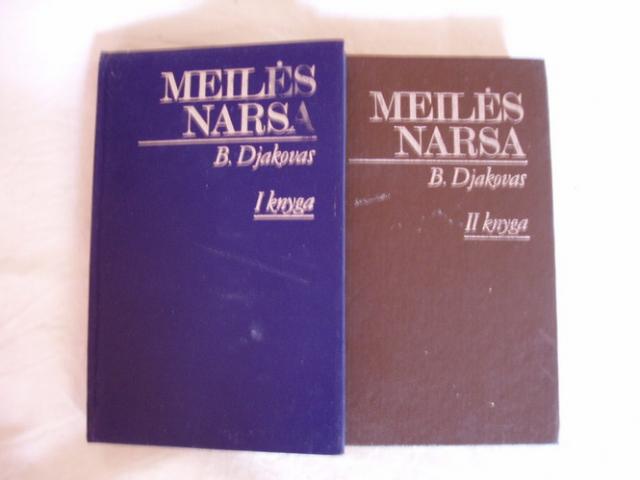 MEILĖS
NARSA
B. Djakovas
I knyga
MEILĖS
NARSA
B. Djakovas
II knyga